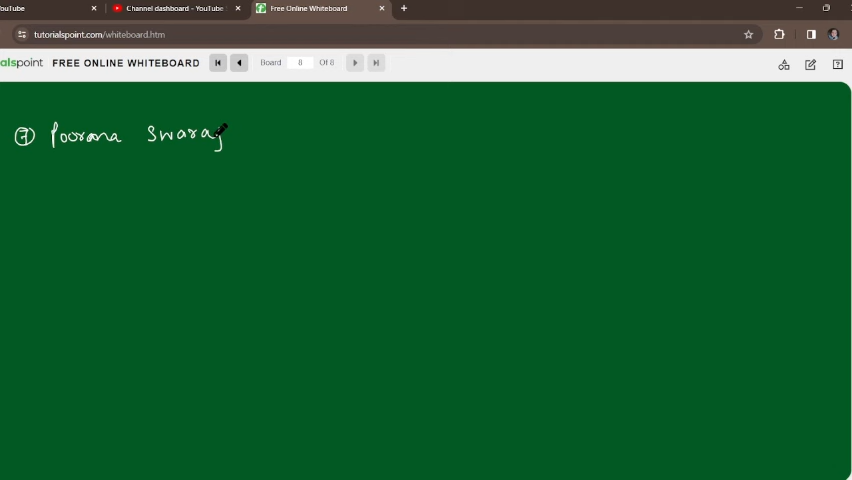 YouTube
Channel dashboard - YouTube
Free Online Whiteboard
tutorialspoint.com/whiteboard.htm
alspoint FREE ONLINE WHITEBOARD Board 8 Of 8
⑦ Poorana Swaraj